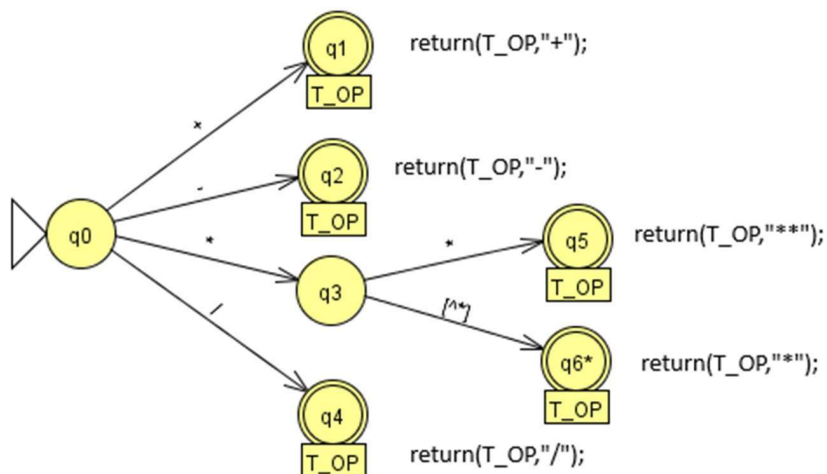 q1
return(T_OP,"+");
T_OP
+
q2
return(T_OP,"-");
-
T_OP
q0
*
q3
*
q5
return(T_OP,"**");
T_OP
/
[^*]
q6*
return(T_OP,"*");
T_OP
q4
return(T_OP,"/");
T_OP